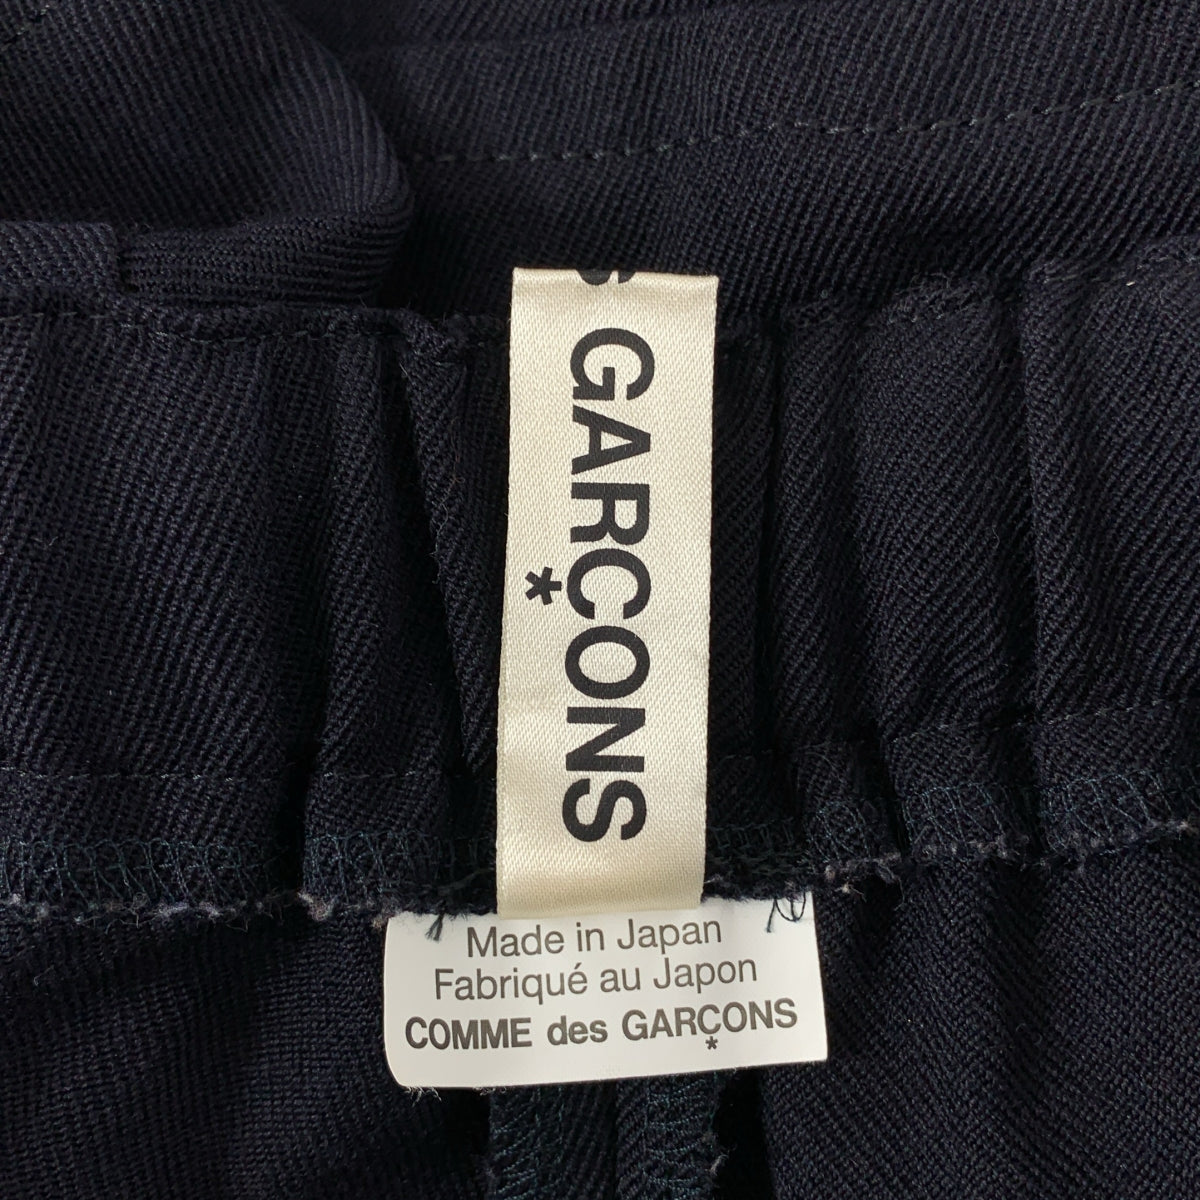 GARÇONS
Made in Japan
Fabriqué au Japon
COMME des GARÇONS